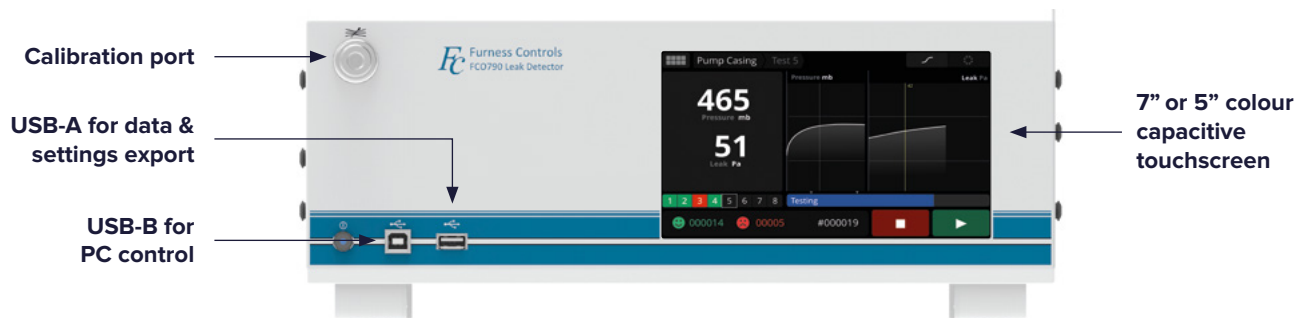 Calibration port
USB-A for data &
settings export
USB-B for
PC control
Fc
Furness Controls
FCO790 Leak Detector
Pump Casing Test 5
465
Pressure mb
51
Leak Pa
Pressure mb
Leak Pa
1 2 3 4 5 6 7 8
Testing
000014 00005 #000019
7” or 5” colour
capacitive
touchscreen